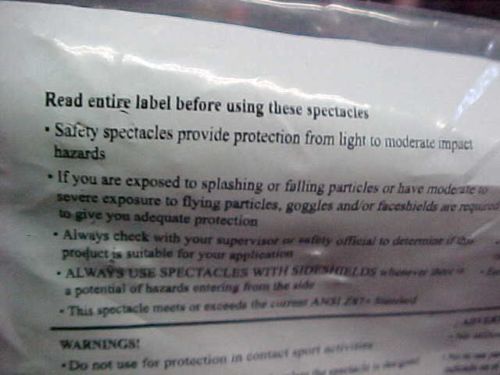 Read entire label before using these spectacles
• Safety spectacles provide protection from light to moderate impact
hazards
• If you are exposed to splashing or falling particles or have moderate to
severe exposure to flying particles, goggles and/or faceshields are required
to give you adequate protection
• Always check with your supervisor or safety official to determine if this
product is suitable for your application
• ALWAYS USE SPECTACLES WITH SIDESHIELDS whenever there is
a potential of hazards entering from the side
• This spectacle meets or exceeds the current ANSI Z87+ Standard
WARNINGS!
• Do not use for protection in contact sport activities
the spectacle is